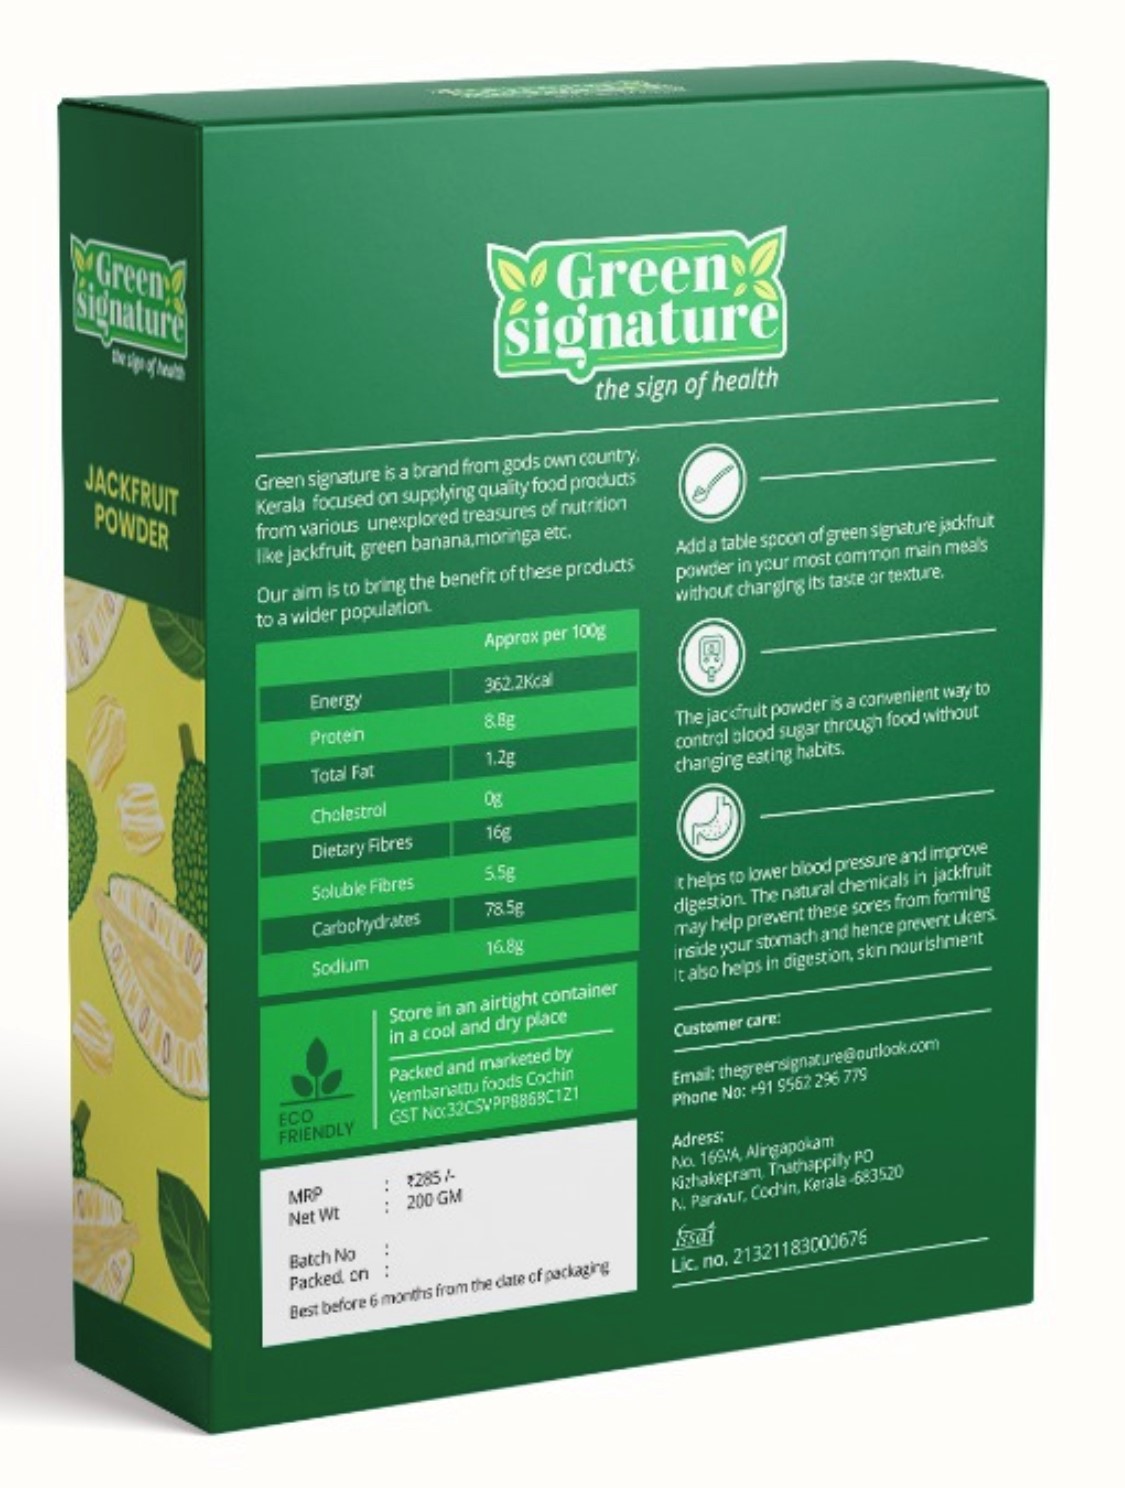 Green
signature
the sign of health
JACKFRUIT
POWDER
Green
signature
the sign of health
Green signature is a brand from gods own country,
Kerala focused on supplying quality food products
from various unexplored treasures of nutrition
like jackfruit, green banana,moringa etc.
Our aim is to bring the benefit of these products
to a wider population.
Approx per 100g
Energy 362.2Kcal
Protein 8.8g
Total Fat 1.2g
Cholestrol 0g
Dietary Fibres 16g
Soluble Fibres 5.5g
Carbohydrates 78.5g
Sodium 16.8g
ECO
FRIENDLY
Store in an airtight container
in a cool and dry place
Packed and marketed by
Vembanattu foods Cochin
GST No:32CSVPP8868C1Z1
MRP : ₹285 /-
Net Wt : 200 GM
Batch No :
Packed. on :
Best before 6 months from the date of packaging
Add a table spoon of green signature jackfruit
powder in your most common main meals
without changing its taste or texture.
The jackfruit powder is a convenient way to
control blood sugar through food without
changing eating habits.
It helps to lower blood pressure and improve
digestion. The natural chemicals in jackfruit
may help prevent these sores from forming
inside your stomach and hence prevent ulcers.
It also helps in digestion, skin nourishment
Customer care:
Email: thegreensignature@outlook.com
Phone No: +91 9562 296 779
Adress:
No. 169/A, Alingapokam
Kizhakepram, Thathappilly PO
N. Paravur, Cochin, Kerala -683520
fssai
Lic. no. 21321183000676